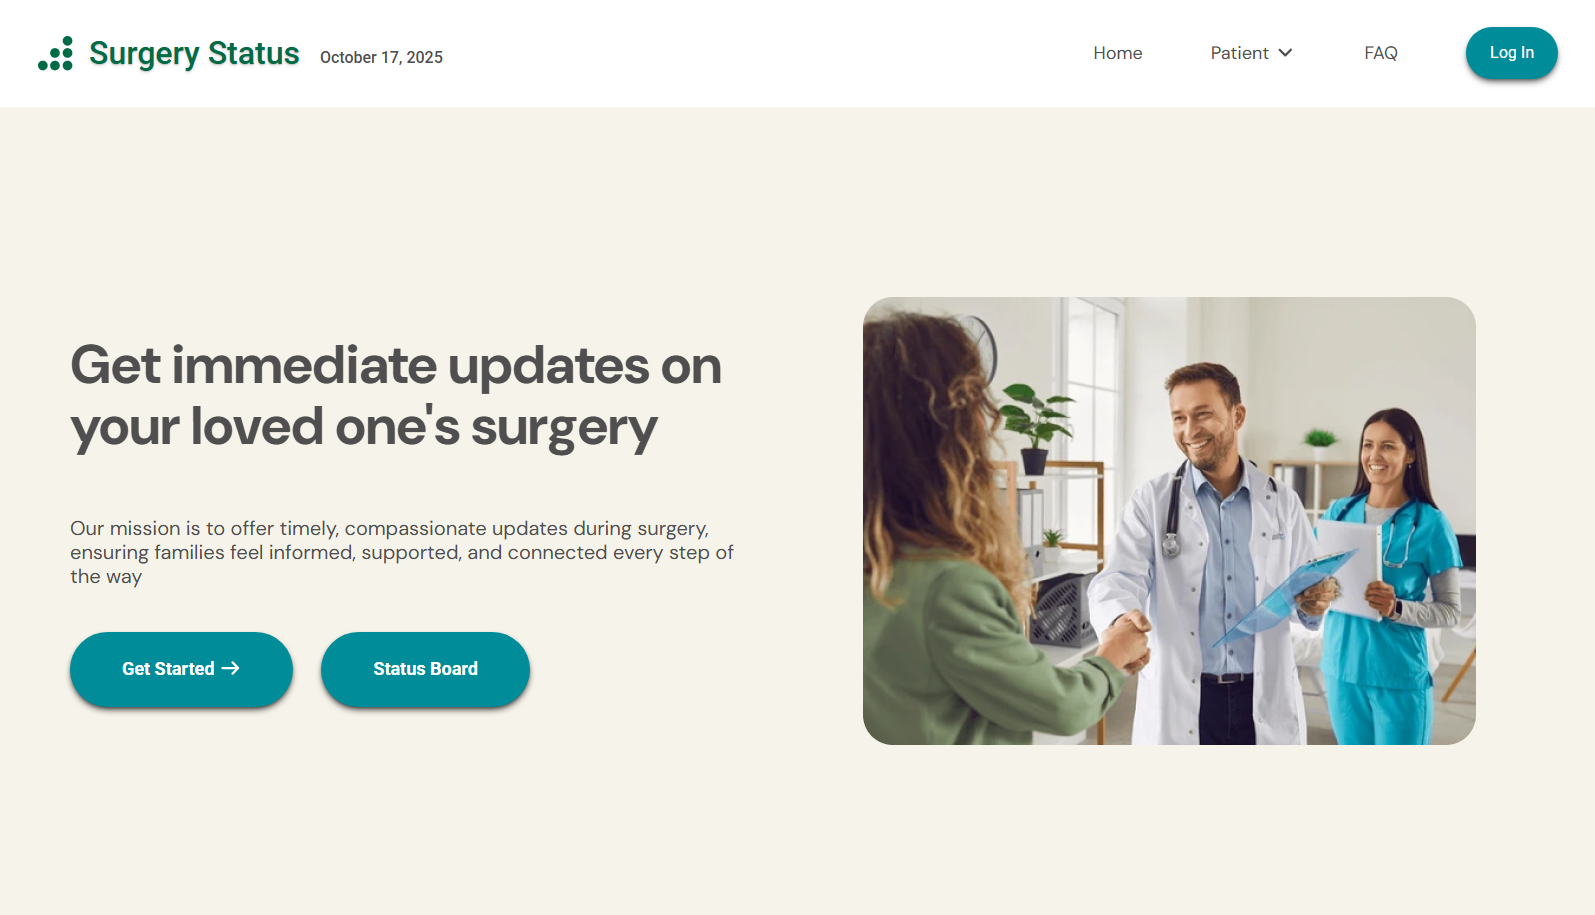 Surgery Status
October 17, 2025
Home
Patient
FAQ
Log In
Get immediate updates on
your loved one's surgery
Our mission is to offer timely, compassionate updates during surgery,
ensuring families feel informed, supported, and connected every step of
the way
Get Started →
Status Board